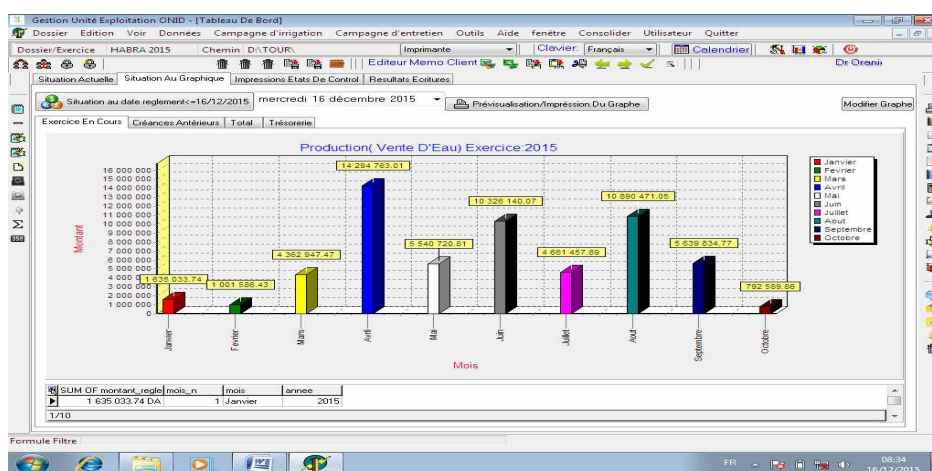 Gestion Unité Exploitation ONID - [Tableau De Bord]
Dossier Edition Voir Données Campagne d'irrigation Campagne d'entretien Outils Aide fenêtre Consolider Utilisateur Quitter
Dossier/Exercice HABRA 2015 Chemin D:\TOUR\ Imprimante Clavier: Français Calendrier
Editeur Memo Client Dr Oranii
Situation Actuelle Situation Au Graphique Impressions Etats De Control Resultats Ecritures
Situation au date reglement<=16/12/2015 mercredi 16 décembre 2015 Prévisualisation/Impréssion Du Graphe Modifier Graphe
Exercice En Cours Créances Antérieurs Total Trésorerie
Production( Vente D'Eau) Exercice:2015
Montant
16 000 000
15 000 000
14 000 000
13 000 000
12 000 000
11 000 000
10 000 000
9 000 000
8 000 000
7 000 000
6 000 000
5 000 000
4 000 000
3 000 000
2 000 000
1 000 000
0
1 635 033.74
1 001 586.43
4 362 947.47
14 294 763.01
5 540 720.81
10 326 140.07
4 661 457.89
10 890 471.05
5 639 834.77
792 589.86
Janvier
Fevrier
Mars
Avril
Mai
Juin
Juillet
Aout
Septembre
Octobre
Mois
Janvier
Fevrier
Mars
Avril
Mai
Juin
Juillet
Aout
Septembre
Octobre
SUM OF montant_regle mois_n mois annee
1 635 033.74 DA 1 Janvier 2015
1/10
Formule Filtre
FR 08:34
16/12/2015